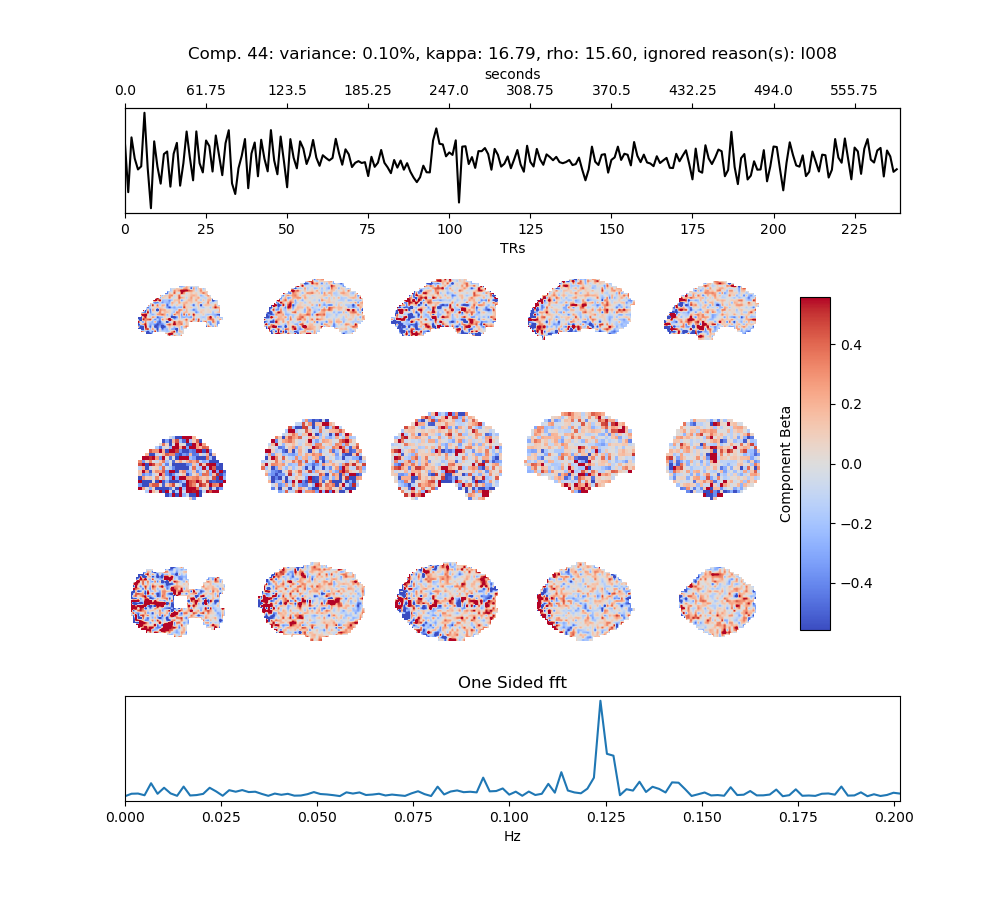 Comp. 44: variance: 0.10%, kappa: 16.79, rho: 15.60, ignored reason(s): I008
seconds
0.0 61.75 123.5 185.25 247.0 308.75 370.5 432.25 494.0 555.75
0 25 50 75 100 125 150 175 200 225
TRs
0.4
0.2
0.0
−0.2
−0.4
Component Beta
One Sided fft
0.000 0.025 0.050 0.075 0.100 0.125 0.150 0.175 0.200
Hz